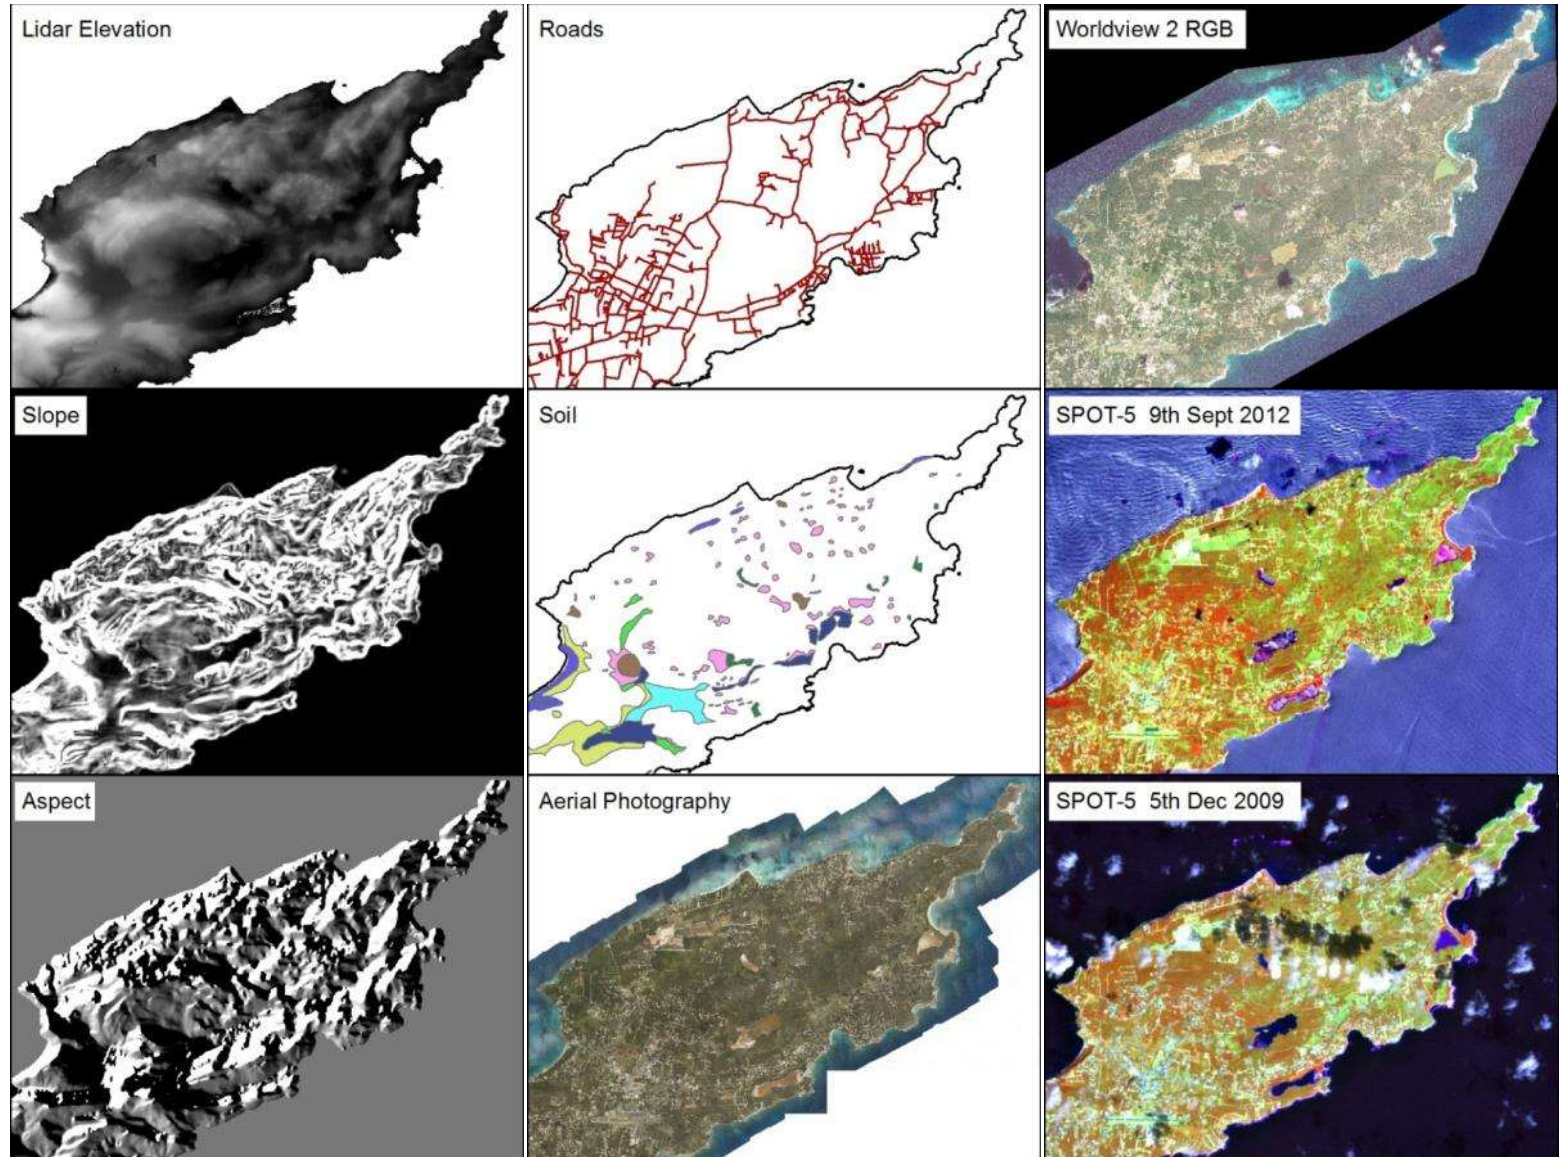 Lidar Elevation
Roads
Worldview 2 RGB
Slope
Soil
SPOT-5 9th Sept 2012
Aspect
Aerial Photography
SPOT-5 5th Dec 2009